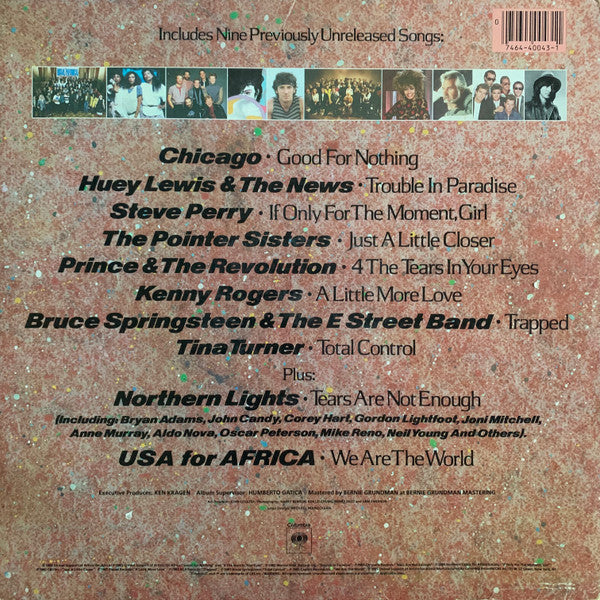 Includes Nine Previously Unreleased Songs:
0
7464-40043-1
Chicago · Good For Nothing
Huey Lewis & The News · Trouble In Paradise
Steve Perry · If Only For The Moment, Girl
The Pointer Sisters · Just A Little Closer
Prince & The Revolution · 4 The Tears In Your Eyes
Kenny Rogers · A Little More Love
Bruce Springsteen & The E Street Band · Trapped
Tina Turner · Total Control
Plus:
Northern Lights · Tears Are Not Enough
(Including: Bryan Adams, John Candy, Corey Hart, Gordon Lightfoot, Joni Mitchell,
Anne Murray, Aldo Nova, Oscar Peterson, Mike Reno, Neil Young And Others).
USA for AFRICA · We Are The World
Executive Producer: KEN KRAGEN Album Supervisor: HUMBERTO GATICA Mastered by BERNIE GRUNDMAN at BERNIE GRUNDMAN MASTERING
Columbia